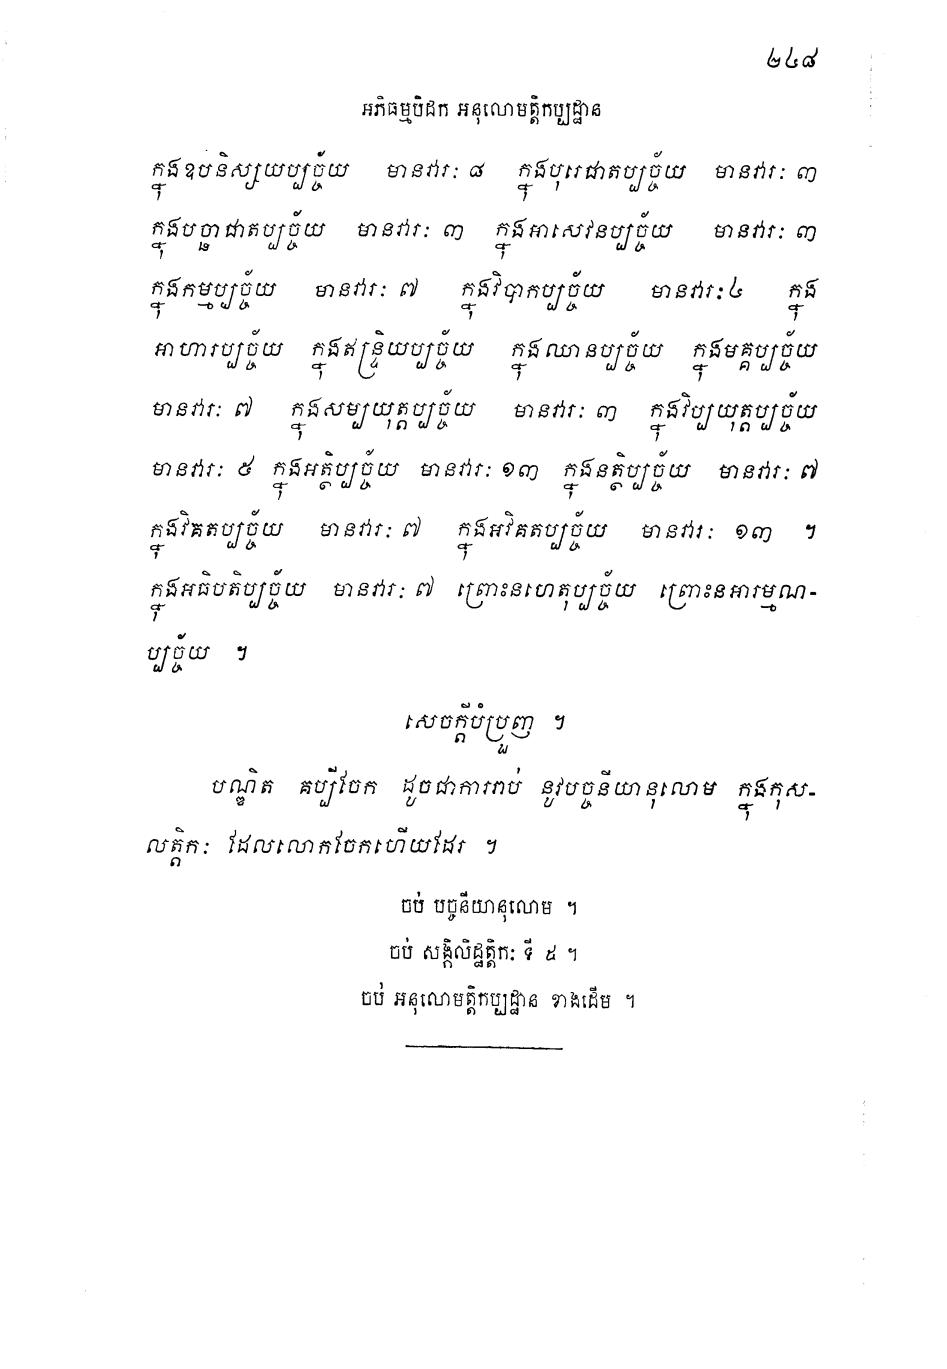 ២៤៨
អភិធម្មបិដក អនុលោមត្តិកប្បដ្ឋាន
ក្នុងឧបនិស្សយប្បច្ច័យ មានវារៈ ៨ ក្នុងបុរេជាតប្បច្ច័យ មានវារៈ ៣
ក្នុងបច្ឆាជាតប្បច្ច័យ មានវារៈ ៣ ក្នុងអាសេវនប្បច្ច័យ មានវារៈ ៣
ក្នុងកម្មប្បច្ច័យ មានវារៈ ៧ ក្នុងវិបាកប្បច្ច័យ មានវារៈ ៤ ក្នុង
អាហារប្បច្ច័យ ក្នុងឥន្ទ្រិយប្បច្ច័យ ក្នុងឈានប្បច្ច័យ ក្នុងមគ្គប្បច្ច័យ
មានវារៈ ៧ ក្នុងសម្បយុត្តប្បច្ច័យ មានវារៈ ៣ ក្នុងវិប្បយុត្តប្បច្ច័យ
មានវារៈ ៥ ក្នុងអត្ថិប្បច្ច័យ មានវារៈ ១៣ ក្នុងនត្ថិប្បច្ច័យ មានវារៈ ៧
ក្នុងវិគតប្បច្ច័យ មានវារៈ ៧ ក្នុងអវិគតប្បច្ច័យ មានវារៈ ១៣ ។
ក្នុងអធិបតិប្បច្ច័យ មានវារៈ ៧ ព្រោះនហេតុប្បច្ច័យ ព្រោះនអារម្មណ-
ប្បច្ច័យ ។
សេចក្តីបំប្រួញ ។
បណ្ឌិត គប្បីចែក ដូចជាការរាប់ នូវបច្ចនីយានុលោម ក្នុងកុស-
លត្តិកៈ ដែលលោកចែកហើយដែរ ។
ចប់ បច្ចនីយានុលោម ។
ចប់ សង្កិលិដ្ឋត្តិកៈ ទី ៥ ។
ចប់ អនុលោមត្តិកប្បដ្ឋាន ខាងដើម ។